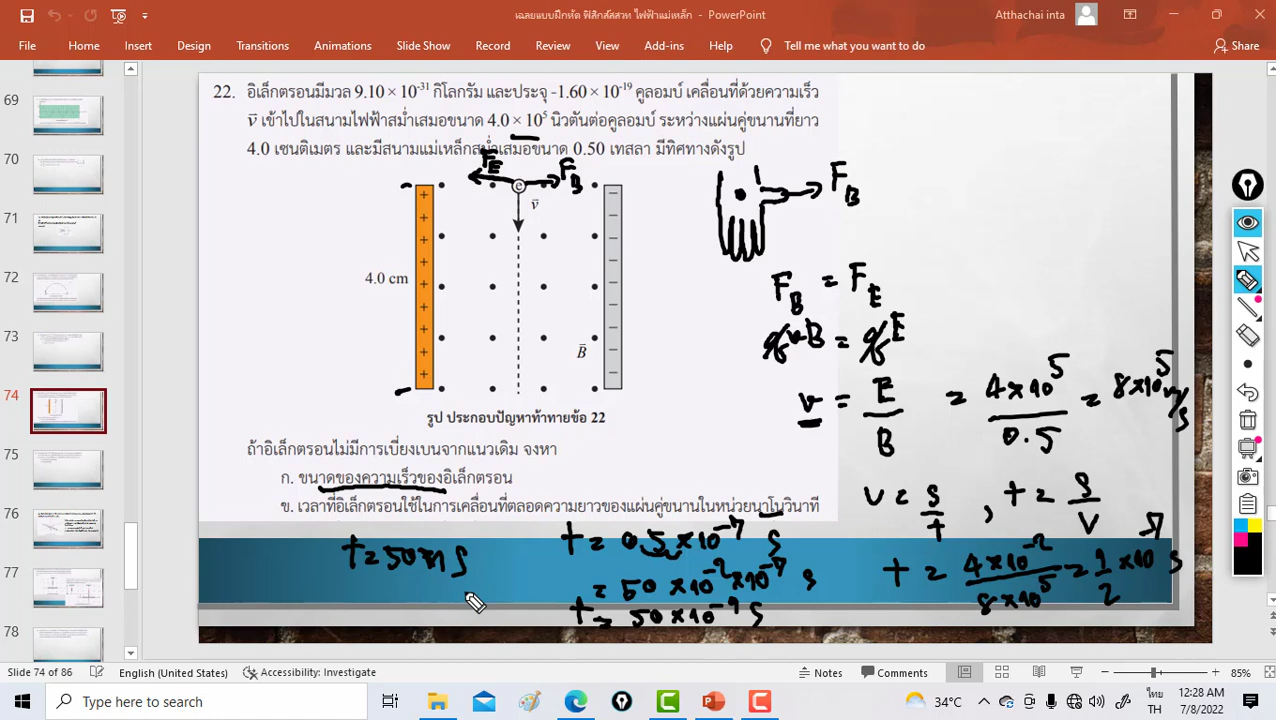 เฉลยแบบฝึกหัด ฟิสิกส์สสวท ไฟฟ้าแม่เหล็ก - PowerPoint
Atthachai inta
File Home Insert Design Transitions Animations Slide Show Record Review View Add-ins Help Tell me what you want to do Share
69
70
71
72
73
74
75
76
77
78
22. อิเล็กตรอนมีมวล 9.10 × 10⁻³¹ กิโลกรัม และประจุ -1.60 × 10⁻¹⁹ คูลอมบ์ เคลื่อนที่ด้วยความเร็ว
v เข้าไปในสนามไฟฟ้าสม่ำเสมอขนาด 4.0 × 10⁵ นิวตันต่อคูลอมบ์ ระหว่างแผ่นคู่ขนานที่ยาว
4.0 เซนติเมตร และมีสนามแม่เหล็กสม่ำเสมอขนาด 0.50 เทสลา มีทิศทางดังรูป
F_E e F_B
v
4.0 cm
B
รูป ประกอบปัญหาท้าทายข้อ 22
ถ้าอิเล็กตรอนไม่มีการเบี่ยงเบนจากแนวเดิม จงหา
ก. ขนาดของความเร็วของอิเล็กตรอน
ข. เวลาที่อิเล็กตรอนใช้ในการเคลื่อนที่ตลอดความยาวของแผ่นคู่ขนานในหน่วยนาโนวินาที
F_B
F_B = F_E
qvB = qE
v = E/B = 4×10⁵/0.5 = 8×10⁵ m/s
v = s/t , t = s/v
t = 4×10⁻²/8×10⁵ = 1/2 ×10⁻⁷ s
t = 0.5×10⁻⁷ s
= 50 ×10⁻²×10⁻⁷ s
t = 50×10⁻⁹ s
t = 50 n s
Slide 74 of 86 English (United States) Accessibility: Investigate Notes Comments 85%
Type here to search
34°C
ไทย
TH
12:28 AM
7/8/2022